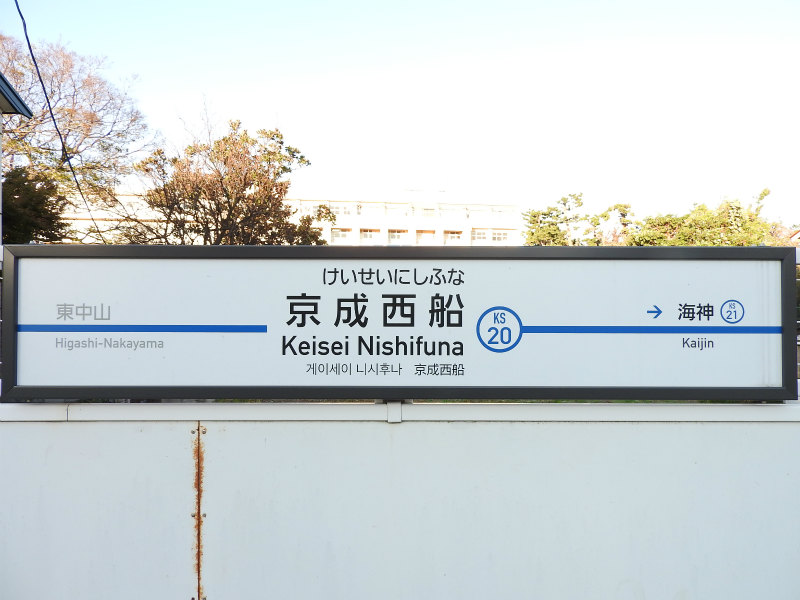 けいせいにしふな
東中山
京成西船
KS
20
→ 海神
KS
21
Higashi-Nakayama
Keisei Nishifuna
Kaijin
게이세이 니시후나 京成西船